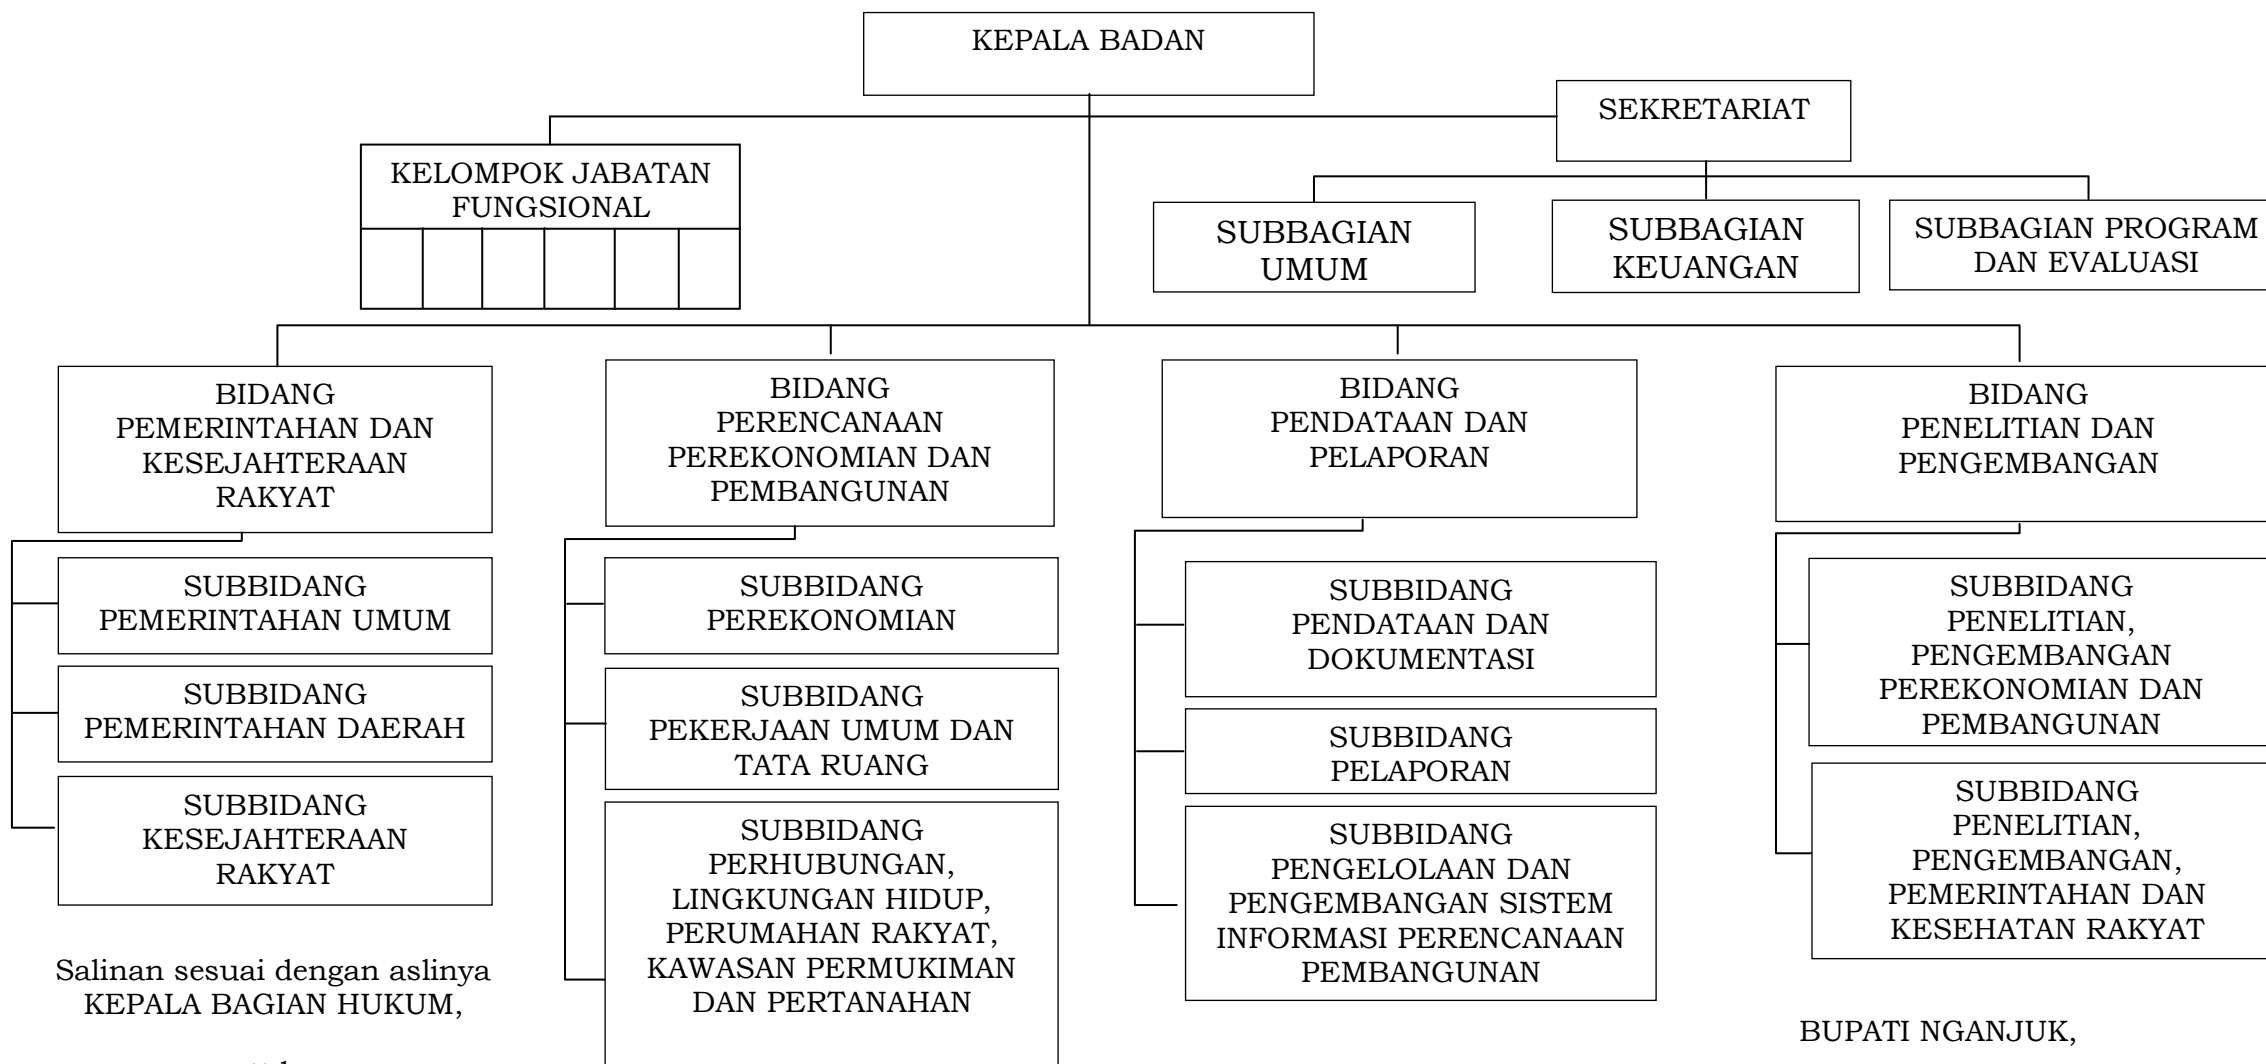 KEPALA BADAN
SEKRETARIAT
KELOMPOK JABATAN
FUNGSIONAL
SUBBAGIAN
UMUM
SUBBAGIAN
KEUANGAN
SUBBAGIAN PROGRAM
DAN EVALUASI
BIDANG
PEMERINTAHAN DAN
KESEJAHTERAAN
RAKYAT
SUBBIDANG
PEMERINTAHAN UMUM
SUBBIDANG
PEMERINTAHAN DAERAH
SUBBIDANG
KESEJAHTERAAN
RAKYAT
BIDANG
PERENCANAAN
PEREKONOMIAN DAN
PEMBANGUNAN
SUBBIDANG
PEREKONOMIAN
SUBBIDANG
PEKERJAAN UMUM DAN
TATA RUANG
SUBBIDANG
PERHUBUNGAN,
LINGKUNGAN HIDUP,
PERUMAHAN RAKYAT,
KAWASAN PERMUKIMAN
DAN PERTANAHAN
BIDANG
PENDATAAN DAN
PELAPORAN
SUBBIDANG
PENDATAAN DAN
DOKUMENTASI
SUBBIDANG
PELAPORAN
SUBBIDANG
PENGELOLAAN DAN
PENGEMBANGAN SISTEM
INFORMASI PERENCANAAN
PEMBANGUNAN
BIDANG
PENELITIAN DAN
PENGEMBANGAN
SUBBIDANG
PENELITIAN,
PENGEMBANGAN
PEREKONOMIAN DAN
PEMBANGUNAN
SUBBIDANG
PENELITIAN,
PENGEMBANGAN,
PEMERINTAHAN DAN
KESEHATAN RAKYAT
Salinan sesuai dengan aslinya
KEPALA BAGIAN HUKUM,
BUPATI NGANJUK,